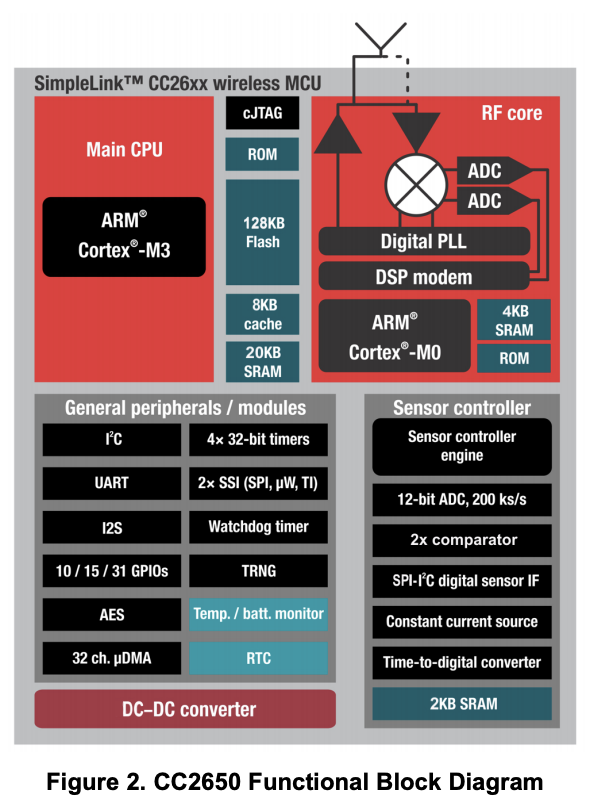 SimpleLink™ CC26xx wireless MCU
Main CPU
ARM®
Cortex®-M3
cJTAG
ROM
128KB
Flash
8KB
cache
20KB
SRAM
RF core
ADC
ADC
Digital PLL
DSP modem
ARM®
Cortex®-M0
4KB
SRAM
ROM
General peripherals / modules
I²C
4× 32-bit timers
UART
2× SSI (SPI, µW, TI)
I2S
Watchdog timer
10 / 15 / 31 GPIOs
TRNG
AES
Temp. / batt. monitor
32 ch. µDMA
RTC
DC–DC converter
Sensor controller
Sensor controller
engine
12-bit ADC, 200 ks/s
2x comparator
SPI-I²C digital sensor IF
Constant current source
Time-to-digital converter
2KB SRAM
Figure 2. CC2650 Functional Block Diagram